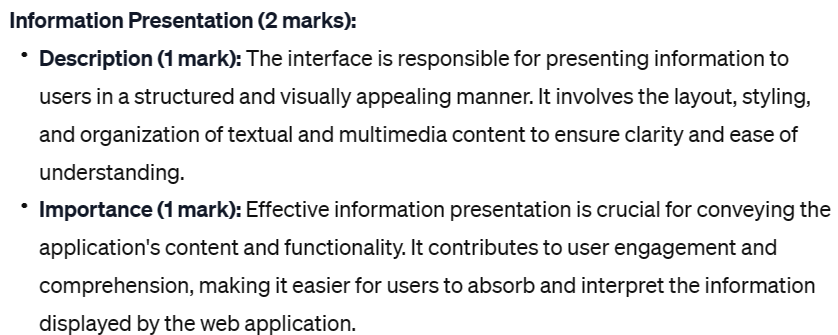 Information Presentation (2 marks):
• Description (1 mark): The interface is responsible for presenting information to
users in a structured and visually appealing manner. It involves the layout, styling,
and organization of textual and multimedia content to ensure clarity and ease of
understanding.
• Importance (1 mark): Effective information presentation is crucial for conveying the
application's content and functionality. It contributes to user engagement and
comprehension, making it easier for users to absorb and interpret the information
displayed by the web application.